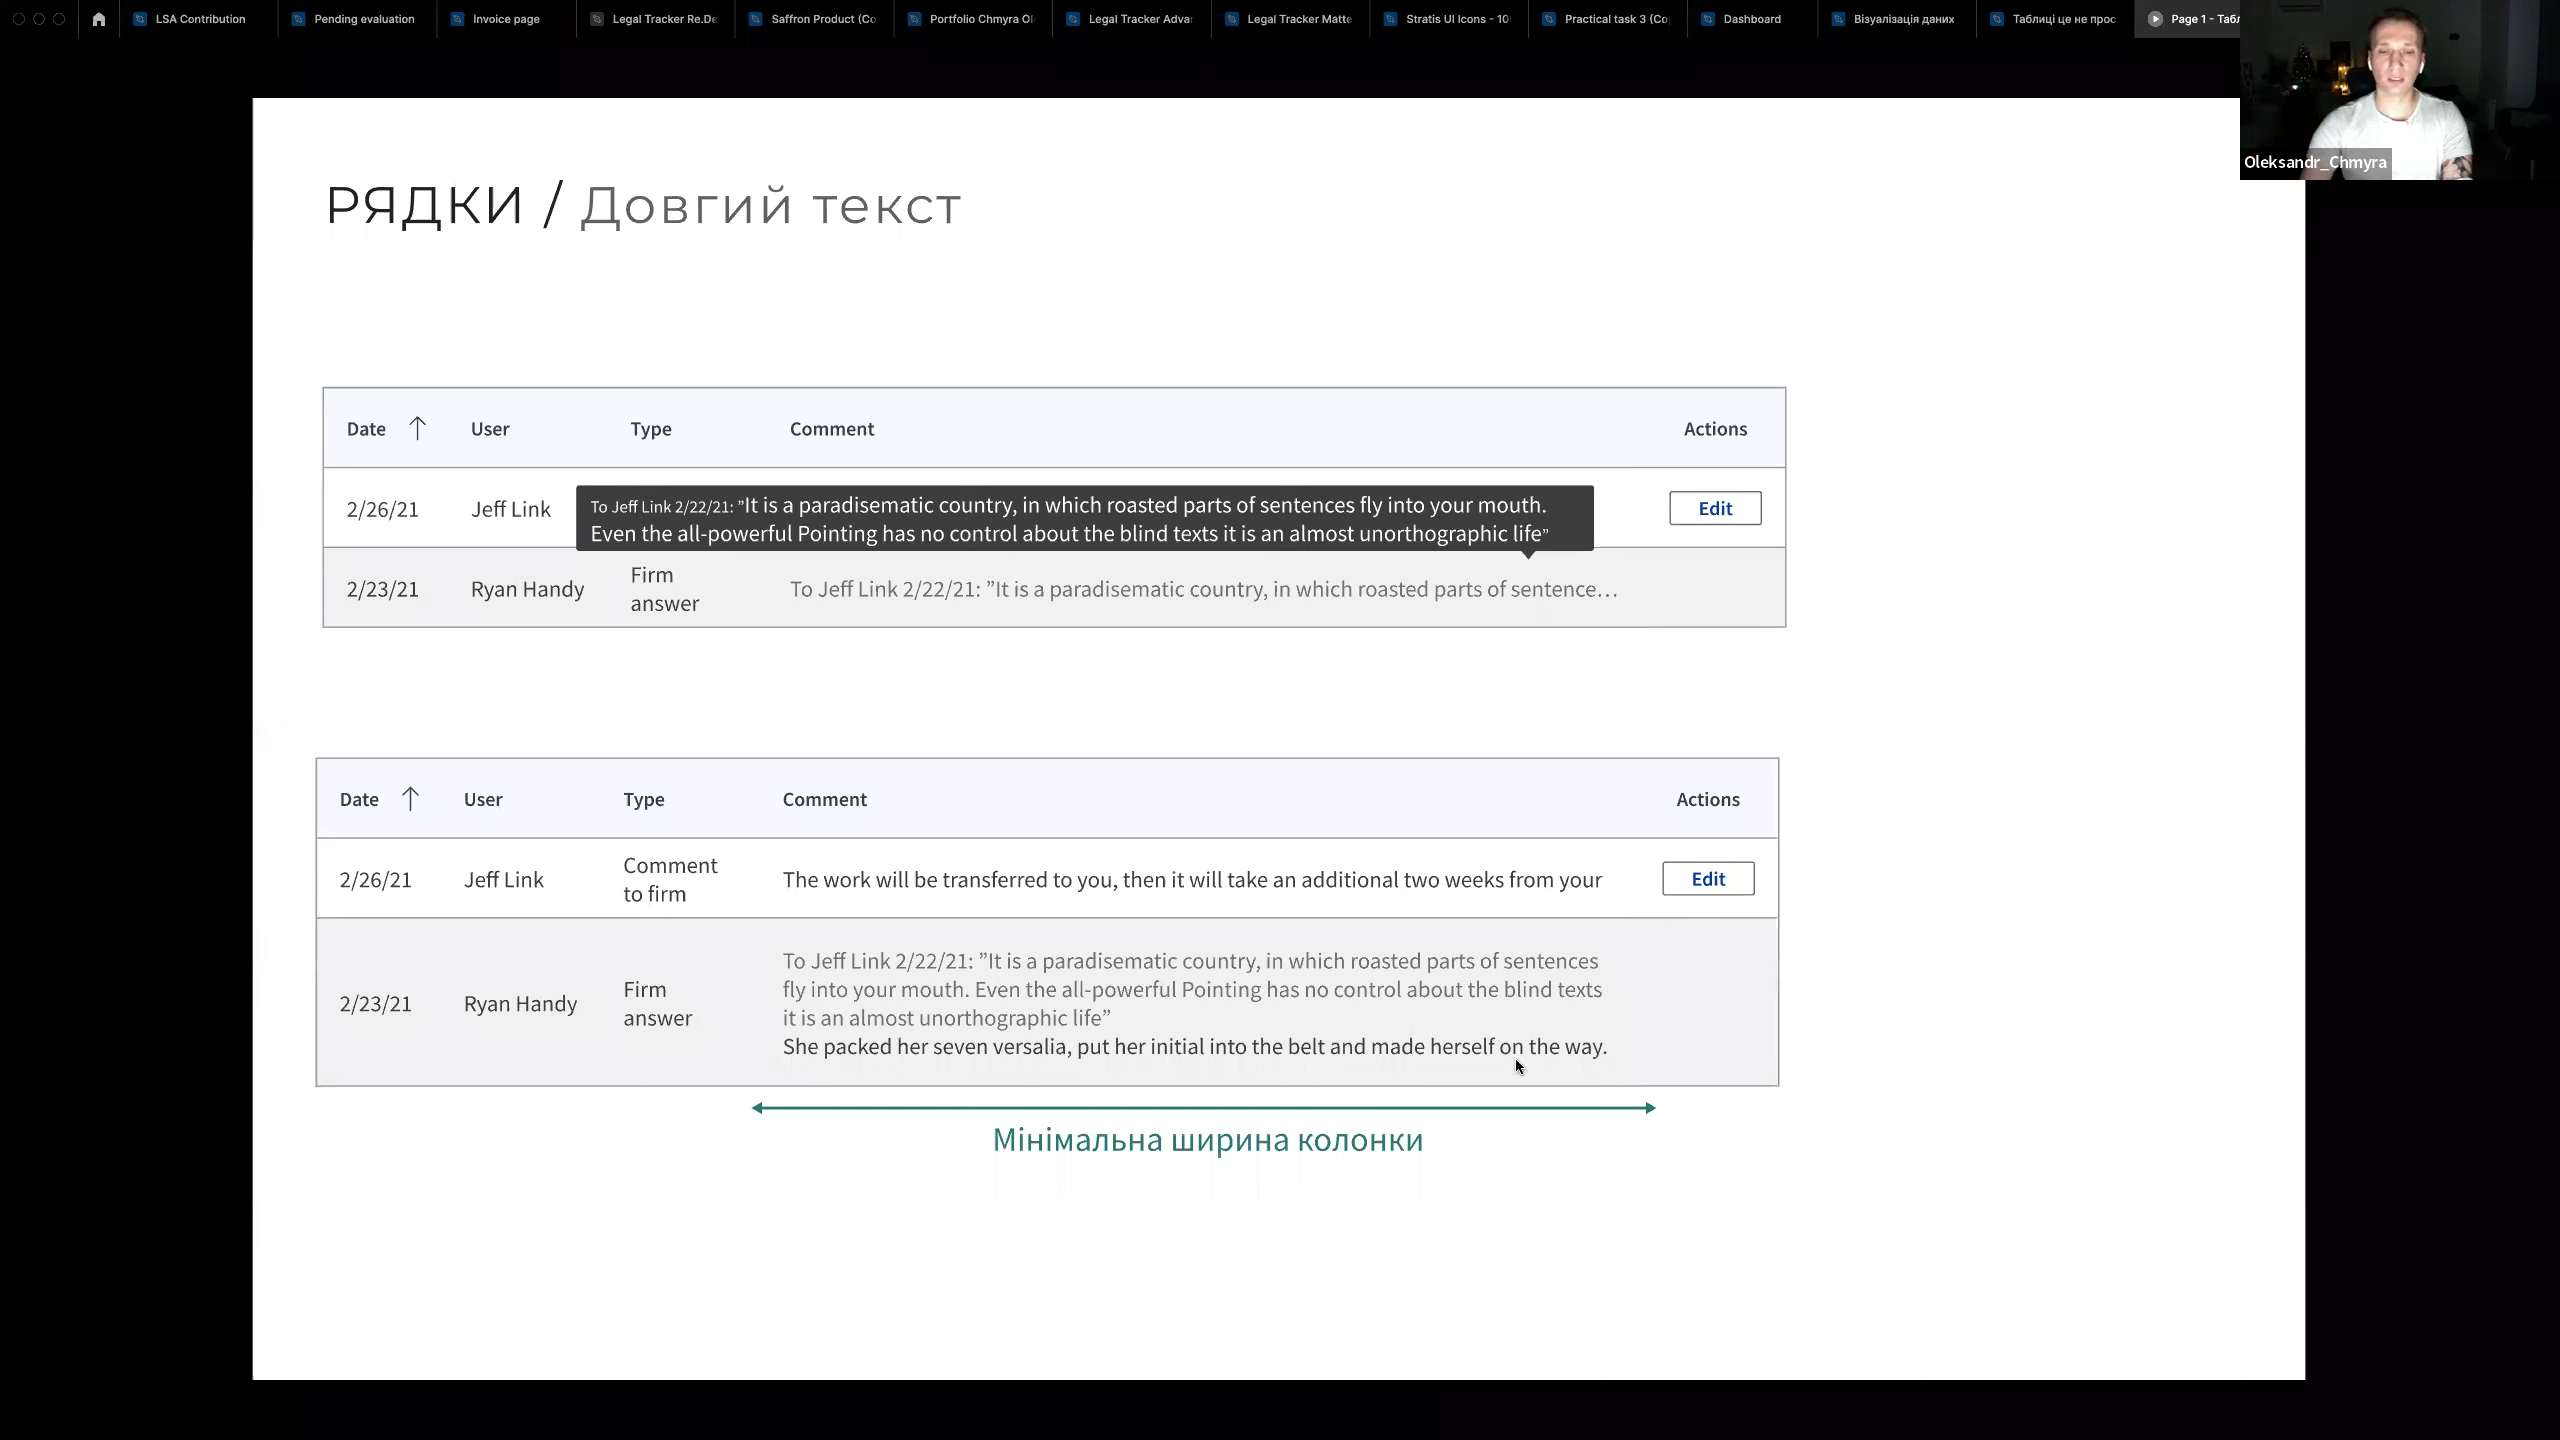 LSA Contribution
Pending evaluation
Invoice page
Legal Tracker Re.De
Saffron Product (Co
Portfolio Chmyra Ol
Legal Tracker Advar
Legal Tracker Matte
Stratis UI Icons - 10
Practical task 3 (Co
Dashboard
Візуалізація даних
Таблиці це не прос
Page 1 - Табл
Oleksandr_Chmyra
РЯДКИ / Довгий текст
Date User Type Comment Actions
2/26/21 Jeff Link Edit
To Jeff Link 2/22/21: ”It is a paradisematic country, in which roasted parts of sentences fly into your mouth.
Even the all-powerful Pointing has no control about the blind texts it is an almost unorthographic life”
2/23/21 Ryan Handy Firm
answer
To Jeff Link 2/22/21: ”It is a paradisematic country, in which roasted parts of sentence...
Date User Type Comment Actions
2/26/21 Jeff Link Comment
to firm
The work will be transferred to you, then it will take an additional two weeks from your
Edit
2/23/21 Ryan Handy Firm
answer
To Jeff Link 2/22/21: ”It is a paradisematic country, in which roasted parts of sentences
fly into your mouth. Even the all-powerful Pointing has no control about the blind texts
it is an almost unorthographic life”
She packed her seven versalia, put her initial into the belt and made herself on the way.
Мінімальна ширина колонки